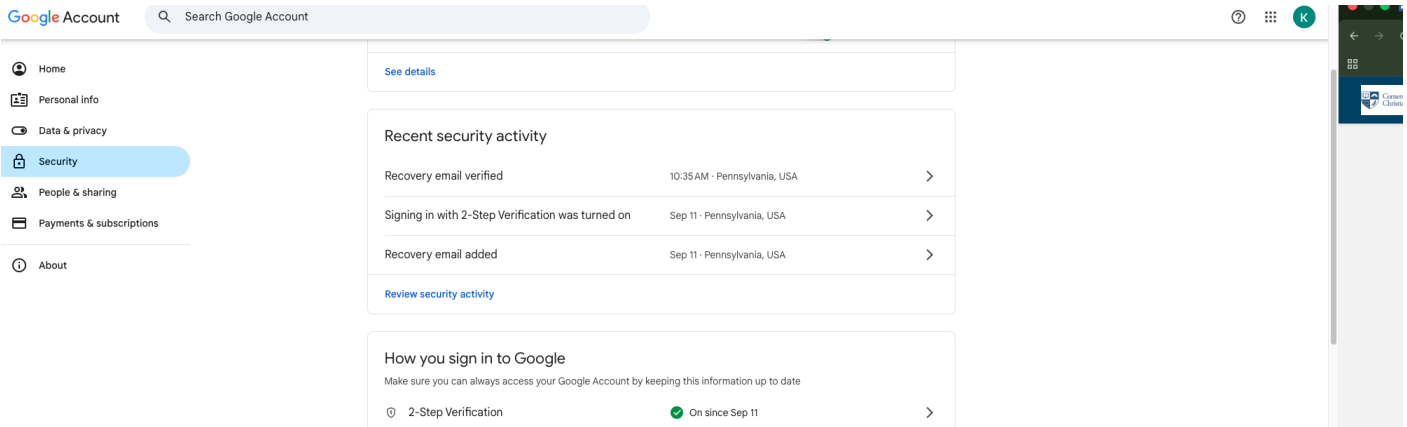 Google Account
Search Google Account
K
Home
Personal info
Data & privacy
Security
People & sharing
Payments & subscriptions
About
See details
Recent security activity
Recovery email verified 10:35 AM · Pennsylvania, USA
Signing in with 2-Step Verification was turned on Sep 11 · Pennsylvania, USA
Recovery email added Sep 11 · Pennsylvania, USA
Review security activity
How you sign in to Google
Make sure you can always access your Google Account by keeping this information up to date
2-Step Verification On since Sep 11